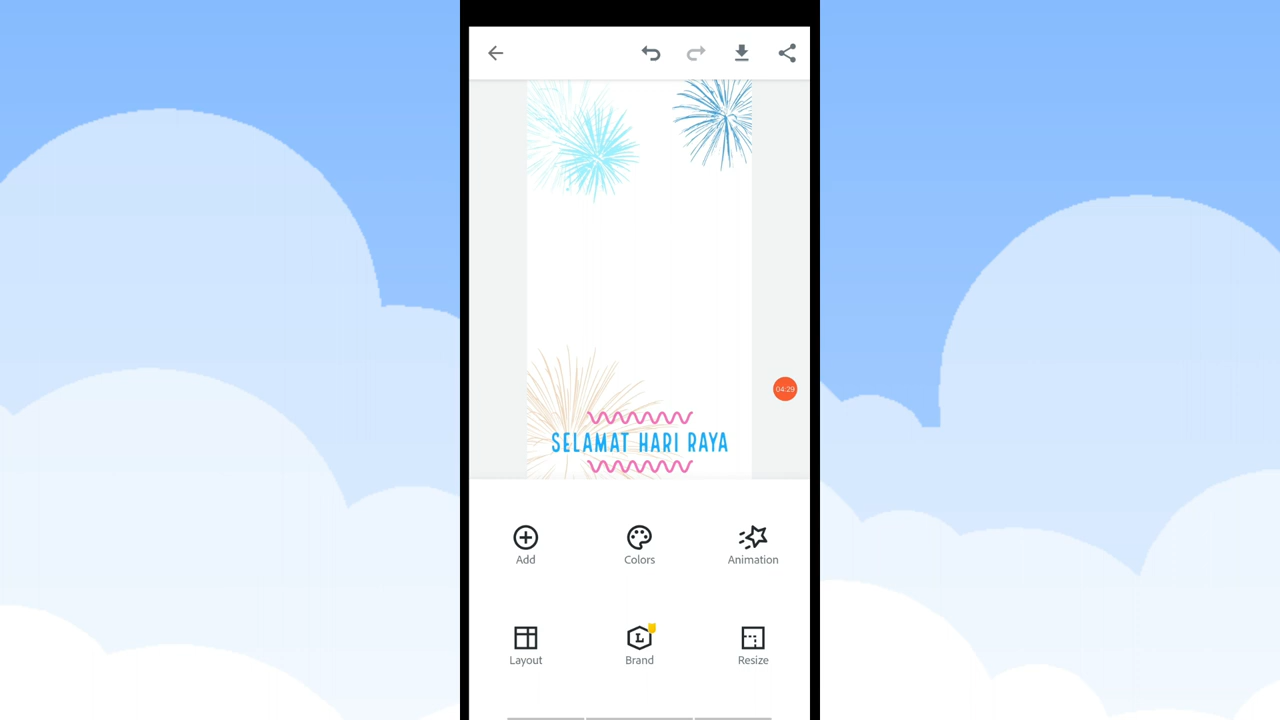 04:29
SELAMAT HARI RAYA
Add
Colors
Animation
L
Layout
Brand
Resize